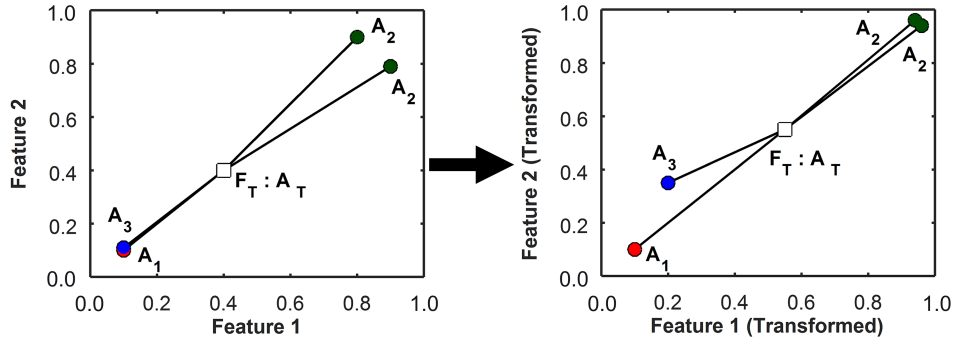 1.0
0.8
0.6
0.4
0.2
0.0
Feature 2
A2
A2
FT : A T
A3
A1
0.0 0.2 0.4 0.6 0.8 1.0
Feature 1
1.0
0.8
0.6
0.4
0.2
0.0
Feature 2 (Transformed)
A2
A2
A3
FT : A T
A1
0.0 0.2 0.4 0.6 0.8 1.0
Feature 1 (Transformed)